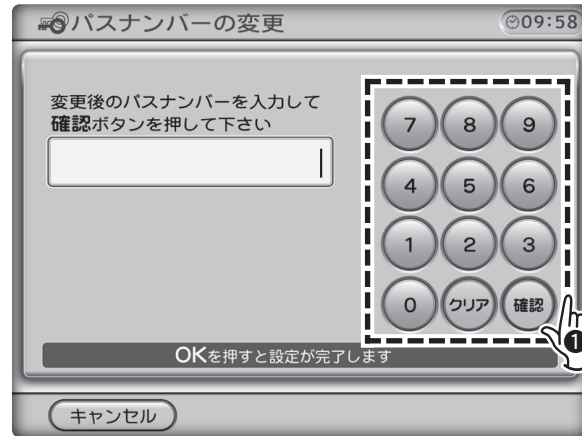 パスナンバーの変更
09:58
変更後のパスナンバーを入力して
確認ボタンを押して下さい
7 8 9
4 5 6
1 2 3
0 クリア 確認
1
OKを押すと設定が完了します
キャンセル